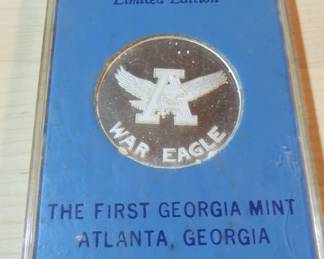 Limited Edition
A
WAR EAGLE
THE FIRST GEORGIA MINT
ATLANTA, GEORGIA